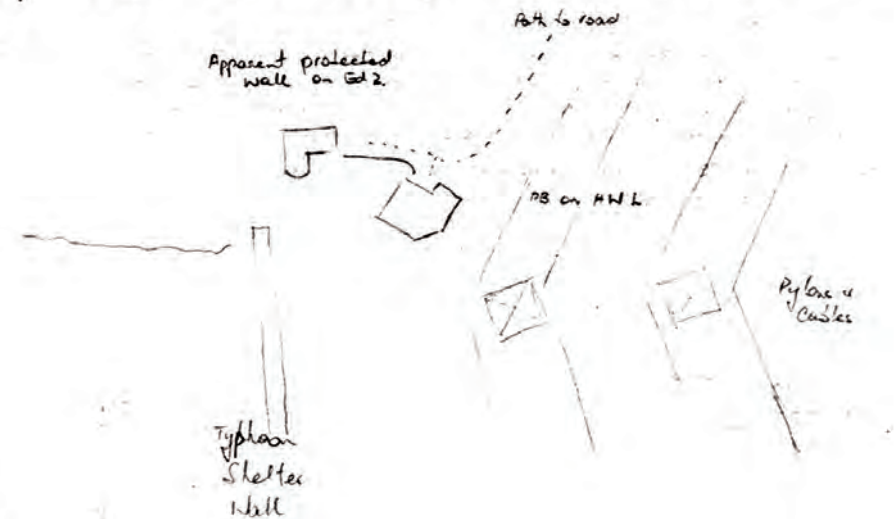 Path to road
Apparent protected
wall on Ed 2.
PB on HWL
Pylons &
Cables
Typhoon
Shelter
Wall